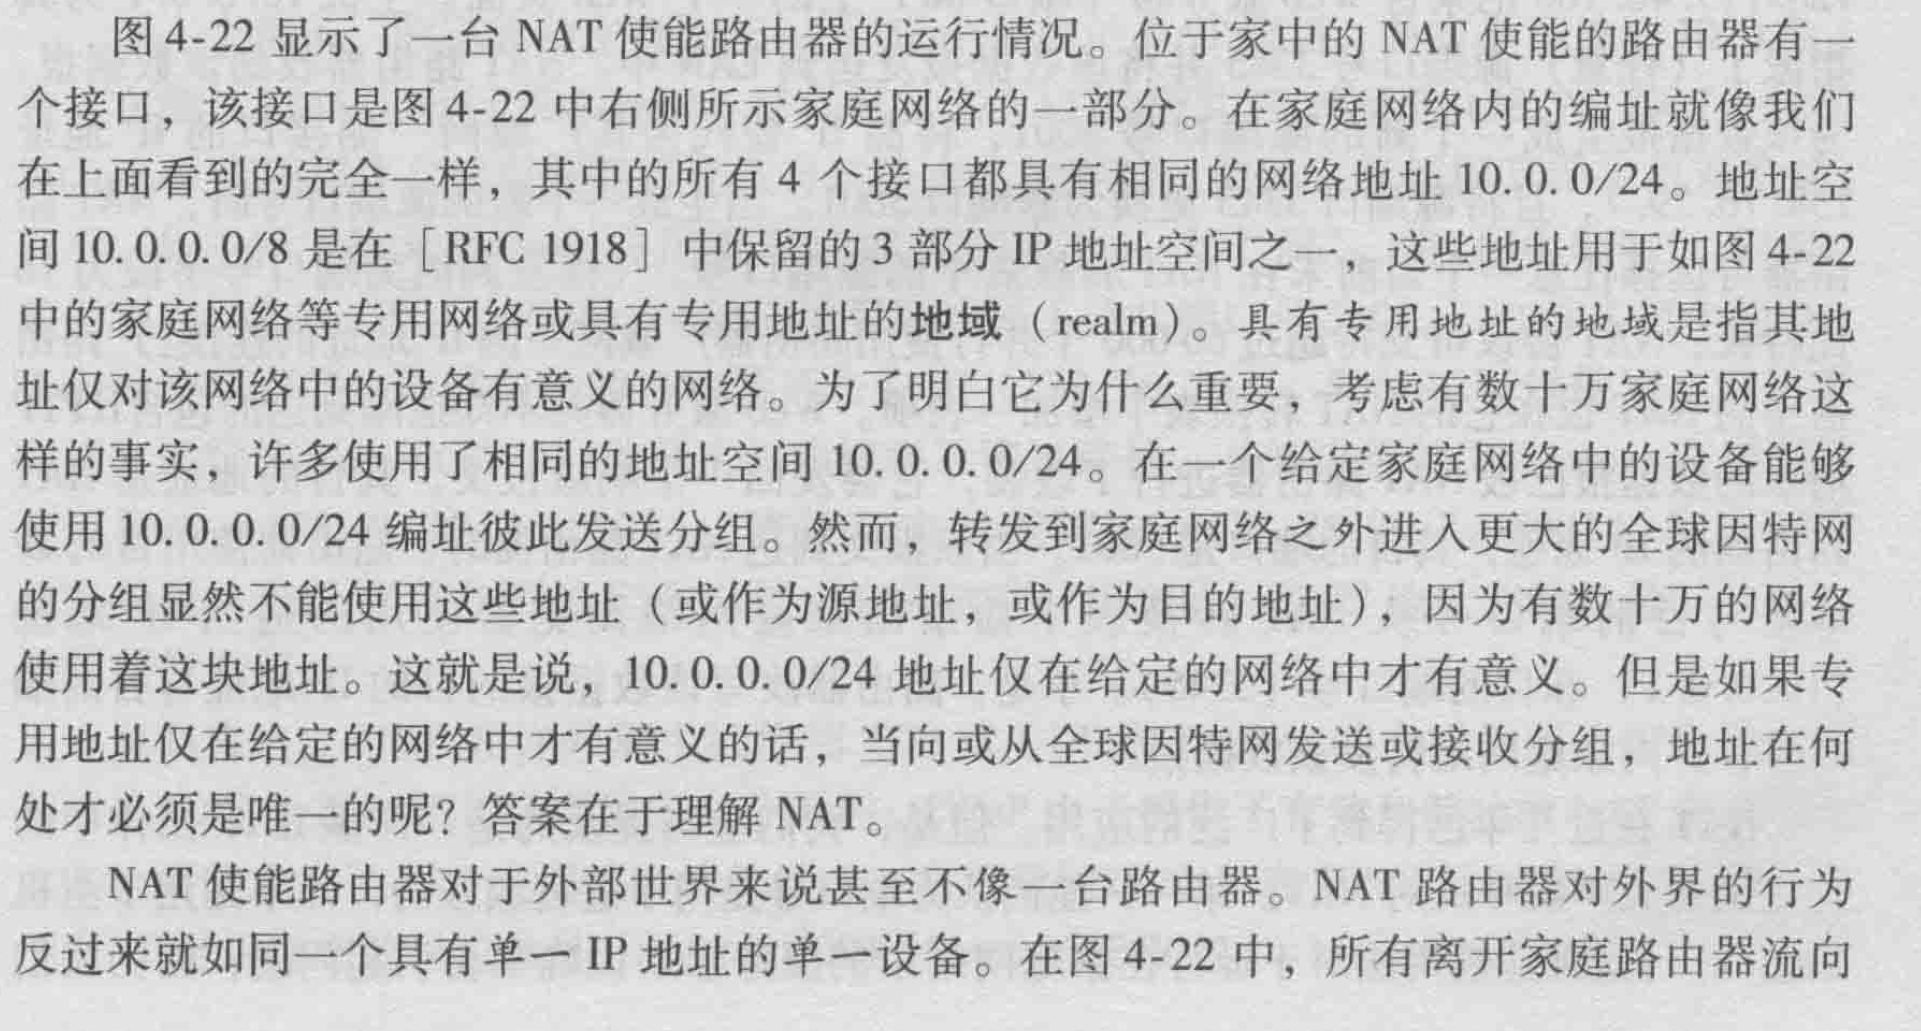 图4-22 显示了一台 NAT 使能路由器的运行情况。位于家中的 NAT 使能的路由器有一
个接口，该接口是图4-22 中右侧所示家庭网络的一部分。在家庭网络内的编址就像我们
在上面看到的完全一样，其中的所有 4 个接口都具有相同的网络地址 10.0.0/24。地址空
间 10.0.0.0/8 是在［RFC 1918］中保留的 3 部分 IP 地址空间之一，这些地址用于如图 4-22
中的家庭网络等专用网络或具有专用地址的地域（realm）。具有专用地址的地域是指其地
址仅对该网络中的设备有意义的网络。为了明白它为什么重要，考虑有数十万家庭网络这
样的事实，许多使用了相同的地址空间 10.0.0.0/24。在一个给定家庭网络中的设备能够
使用 10.0.0.0/24 编址彼此发送分组。然而，转发到家庭网络之外进入更大的全球因特网
的分组显然不能使用这些地址（或作为源地址，或作为目的地址），因为有数十万的网络
使用着这块地址。这就是说，10.0.0.0/24 地址仅在给定的网络中才有意义。但是如果专
用地址仅在给定的网络中才有意义的话，当向或从全球因特网发送或接收分组，地址在何
处才必须是唯一的呢？答案在于理解 NAT。
NAT 使能路由器对于外部世界来说甚至不像一台路由器。NAT 路由器对外界的行为
反过来就如同一个具有单一 IP 地址的单一设备。在图 4-22 中，所有离开家庭路由器流向